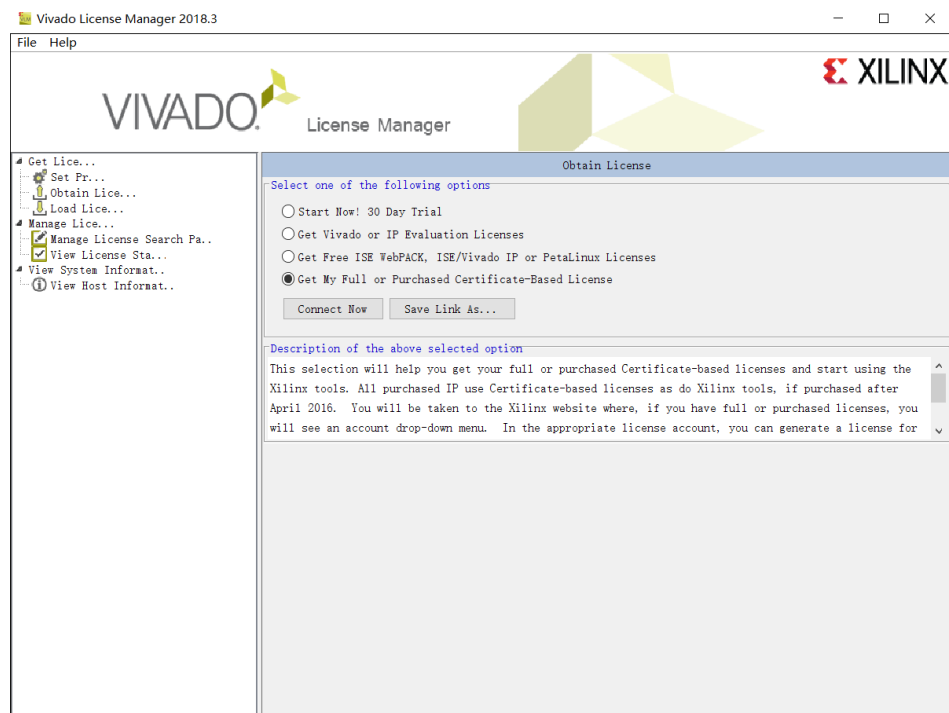 Vivado License Manager 2018.3
File Help
XILINX
VIVADO. License Manager
Get Lice...
Set Pr...
Obtain Lice...
Load Lice...
Manage Lice...
Manage License Search Pa..
View License Sta...
View System Informat..
View Host Informat..
Obtain License
Select one of the following options
Start Now! 30 Day Trial
Get Vivado or IP Evaluation Licenses
Get Free ISE WebPACK, ISE/Vivado IP or PetaLinux Licenses
Get My Full or Purchased Certificate-Based License
Connect Now Save Link As...
Description of the above selected option
This selection will help you get your full or purchased Certificate-based licenses and start using the
Xilinx tools. All purchased IP use Certificate-based licenses as do Xilinx tools, if purchased after
April 2016. You will be taken to the Xilinx website where, if you have full or purchased licenses, you
will see an account drop-down menu. In the appropriate license account, you can generate a license for